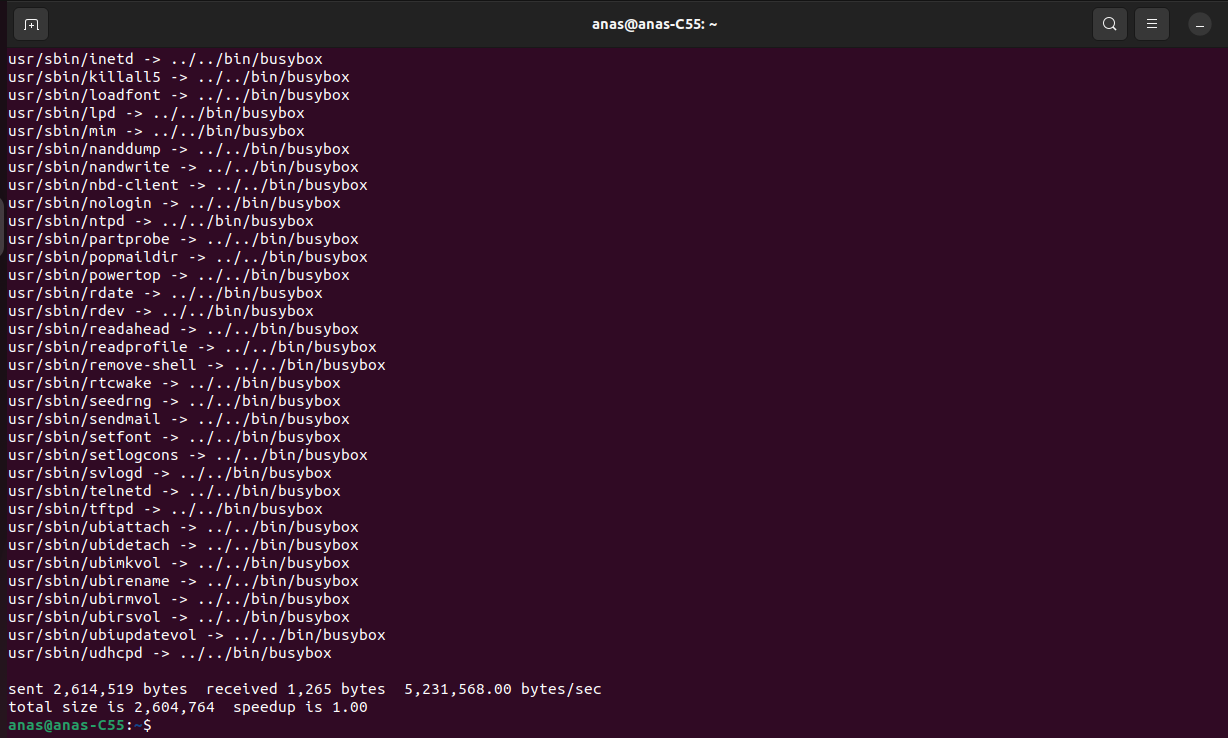 anas@anas-C55: ~
usr/sbin/inetd -> ../../bin/busybox
usr/sbin/killall5 -> ../../bin/busybox
usr/sbin/loadfont -> ../../bin/busybox
usr/sbin/lpd -> ../../bin/busybox
usr/sbin/mim -> ../../bin/busybox
usr/sbin/nanddump -> ../../bin/busybox
usr/sbin/nandwrite -> ../../bin/busybox
usr/sbin/nbd-client -> ../../bin/busybox
usr/sbin/nologin -> ../../bin/busybox
usr/sbin/ntpd -> ../../bin/busybox
usr/sbin/partprobe -> ../../bin/busybox
usr/sbin/popmaildir -> ../../bin/busybox
usr/sbin/powertop -> ../../bin/busybox
usr/sbin/rdate -> ../../bin/busybox
usr/sbin/rdev -> ../../bin/busybox
usr/sbin/readahead -> ../../bin/busybox
usr/sbin/readprofile -> ../../bin/busybox
usr/sbin/remove-shell -> ../../bin/busybox
usr/sbin/rtcwake -> ../../bin/busybox
usr/sbin/seedrng -> ../../bin/busybox
usr/sbin/sendmail -> ../../bin/busybox
usr/sbin/setfont -> ../../bin/busybox
usr/sbin/setlogcons -> ../../bin/busybox
usr/sbin/svlogd -> ../../bin/busybox
usr/sbin/telnetd -> ../../bin/busybox
usr/sbin/tftpd -> ../../bin/busybox
usr/sbin/ubiattach -> ../../bin/busybox
usr/sbin/ubidetach -> ../../bin/busybox
usr/sbin/ubimkvol -> ../../bin/busybox
usr/sbin/ubirename -> ../../bin/busybox
usr/sbin/ubirmvol -> ../../bin/busybox
usr/sbin/ubirsvol -> ../../bin/busybox
usr/sbin/ubiupdatevol -> ../../bin/busybox
usr/sbin/udhcpd -> ../../bin/busybox
sent 2,614,519 bytes  received 1,265 bytes  5,231,568.00 bytes/sec
total size is 2,604,764  speedup is 1.00
anas@anas-C55:~$